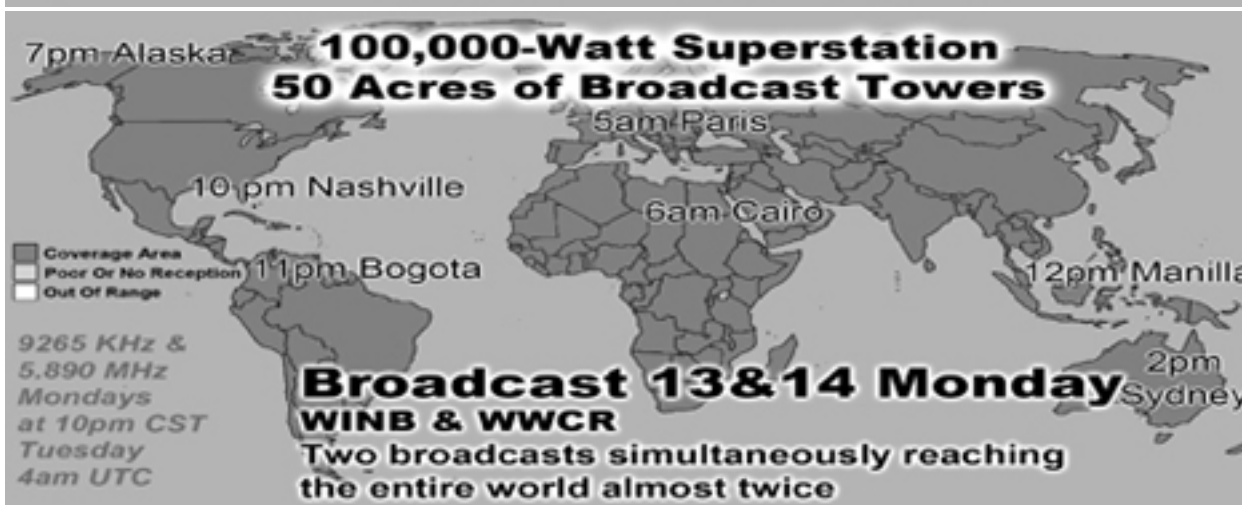 7pm Alaska
100,000-Watt Superstation
50 Acres of Broadcast Towers
5am Paris
10 pm Nashville
6am Cairo
Coverage Area
Poor Or No Reception
Out Of Range
11pm Bogota
12pm Manilla
9265 KHz &
5.890 MHz
Mondays
at 10pm CST
Tuesday
4am UTC
Broadcast 13&14 Monday
WINB & WWCR
Two broadcasts simultaneously reaching
the entire world almost twice
2pm
Sydney